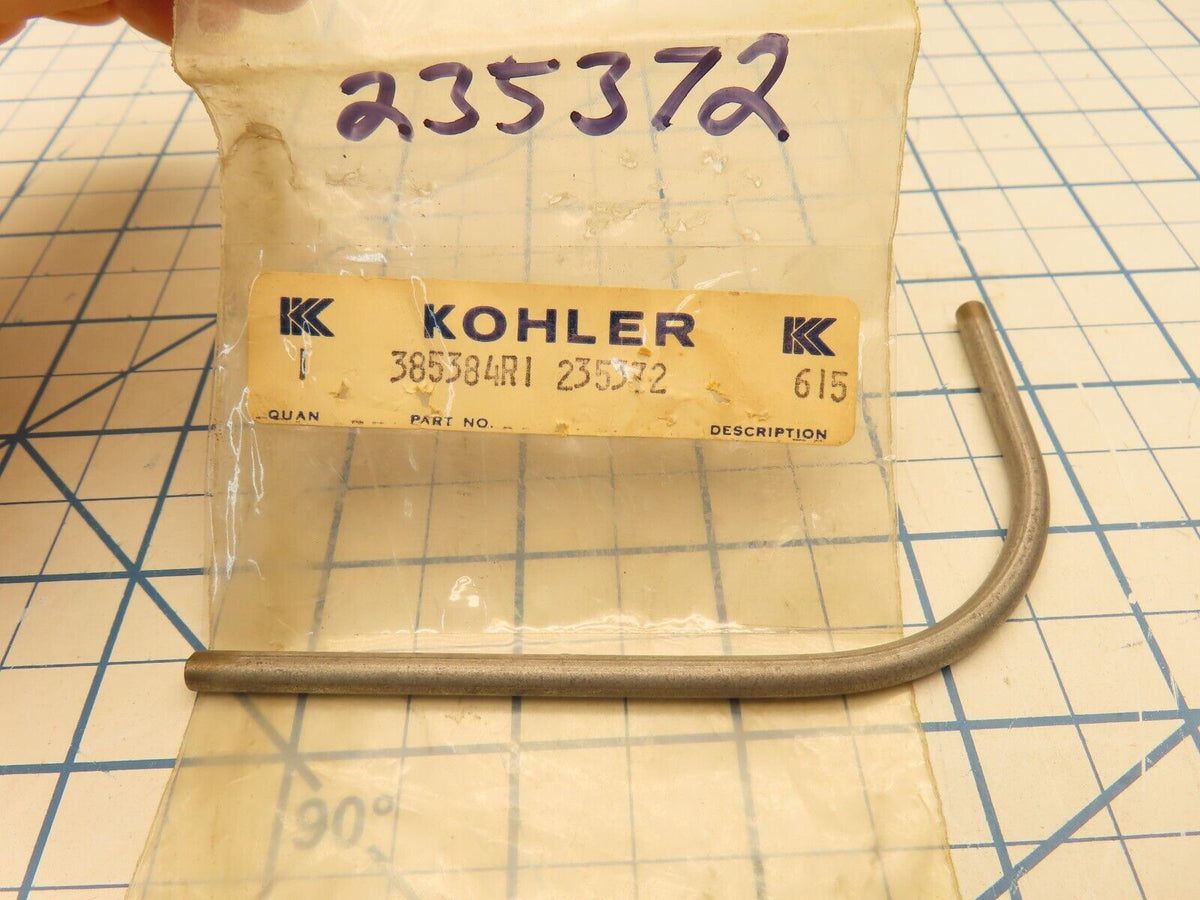 235372
KOHLER
1 385384R1 235372 615
QUAN PART NO. DESCRIPTION
90°